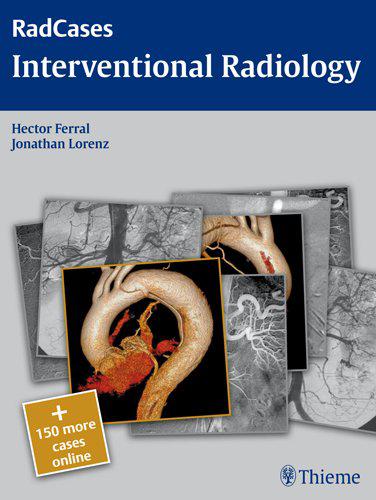 RadCases
Interventional Radiology
Hector Ferral
Jonathan Lorenz
+
150 more
cases
online
Thieme